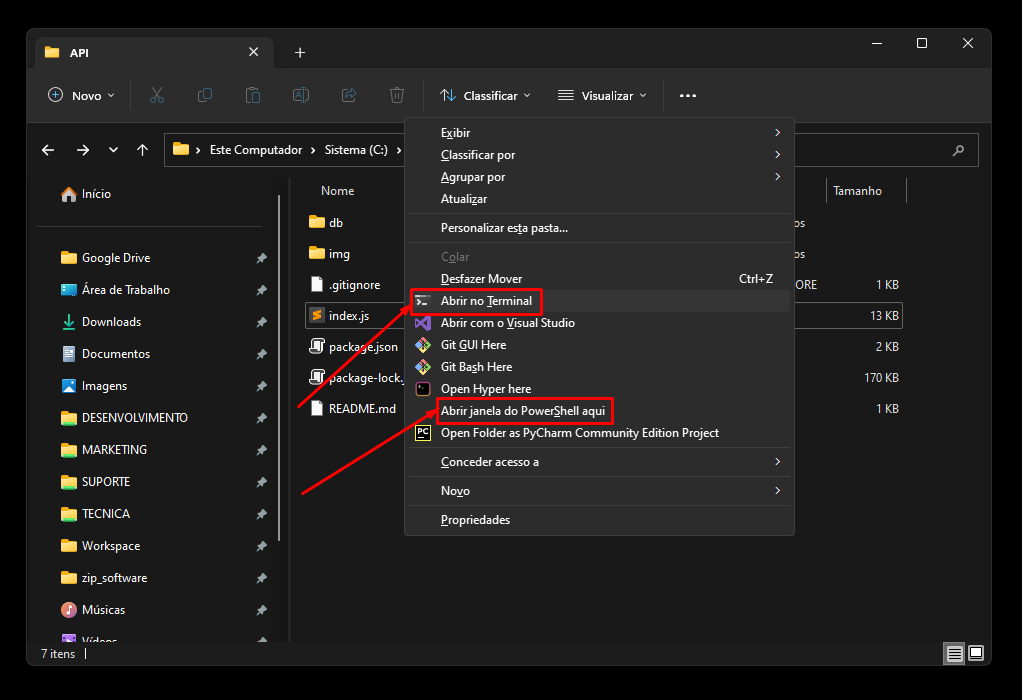 API
Novo
Classificar
Visualizar
Este Computador
Sistema (C:)
Início
Google Drive
Área de Trabalho
Downloads
Documentos
Imagens
DESENVOLVIMENTO
MARKETING
SUPORTE
TECNICA
Workspace
zip_software
Músicas
Vídeos
Nome
Tamanho
db
os
img
os
.gitignore
ORE
1 KB
index.js
13 KB
package.json
2 KB
package-lock.
170 KB
README.md
1 KB
Exibir
Classificar por
Agrupar por
Atualizar
Personalizar esta pasta...
Colar
Desfazer Mover
Ctrl+Z
Abrir no Terminal
Abrir com o Visual Studio
Git GUI Here
Git Bash Here
Open Hyper here
Abrir janela do PowerShell aqui
PC
Open Folder as PyCharm Community Edition Project
Conceder acesso a
Novo
Propriedades
7 itens